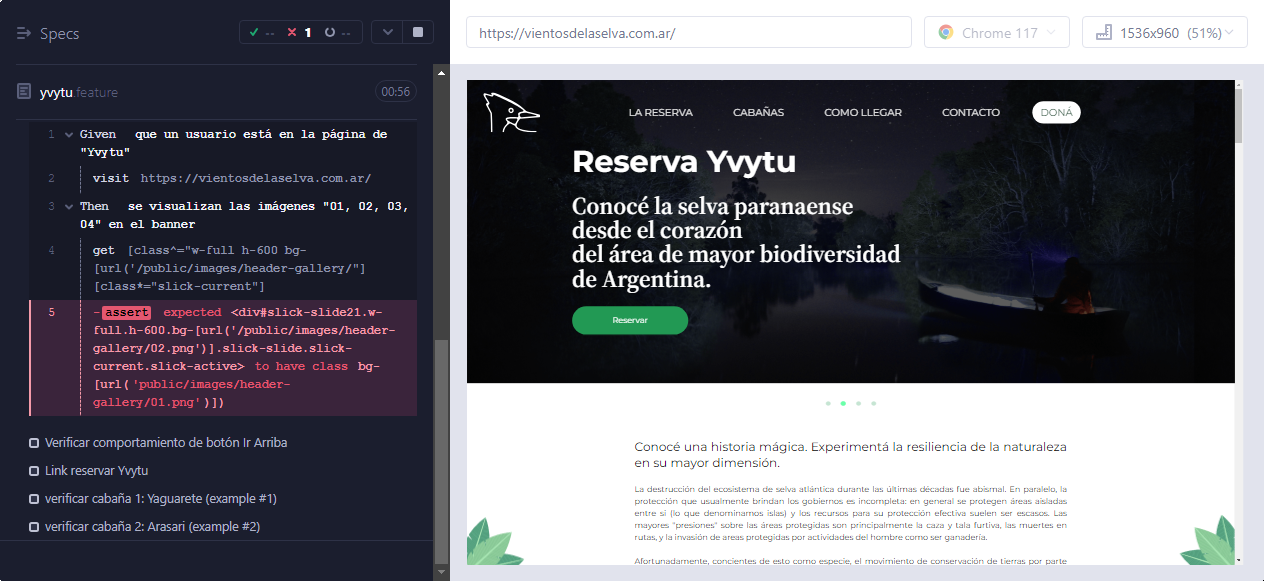 Specs
-- 1 --
yvytu.feature
00:56
1 Given que un usuario está en la página de
"Yvytu"
2 visit https://vientosdelaselva.com.ar/
3 Then se visualizan las imágenes "01, 02, 03,
04" en el banner
4 get [class^="w-full h-600 bg-
[url('/public/images/header-gallery/"]
[class*="slick-current"]
5 -assert expected <div#slick-slide21.w-
full.h-600.bg-[url('/public/images/header-
gallery/02.png')].slick-slide.slick-
current.slick-active> to have class bg-
[url('public/images/header-
gallery/01.png')])
Verificar comportamiento de botón Ir Arriba
Link reservar Yvytu
verificar cabaña 1: Yaguarete (example #1)
verificar cabaña 2: Arasari (example #2)
https://vientosdelaselva.com.ar/
Chrome 117
1536x960 (51%)
LA RESERVA CABAÑAS COMO LLEGAR CONTACTO DONÁ
Reserva Yvytu
Conocé la selva paranaense
desde el corazón
del área de mayor biodiversidad
de Argentina.
Reservar
Conocé una historia mágica. Experimentá la resiliencia de la naturaleza
en su mayor dimensión.
La destrucción del ecosistema de selva atlántica durante las últimas décadas fue abismal. En paralelo, la
protección que usualmente brindan los gobiernos es incompleta: en general se protegen áreas aisladas
entre sí (lo que denominamos islas) y los recursos para su protección efectiva suelen ser escasos. Las
mayores "presiones" sobre las áreas protegidas son principalmente la caza y tala furtiva, las muertes en
rutas, y la invasión de areas protegidas por actividades del hombre como ser ganadería.
Afortunadamente, concientes de esto como especie, el movimiento de conservación de tierras por parte